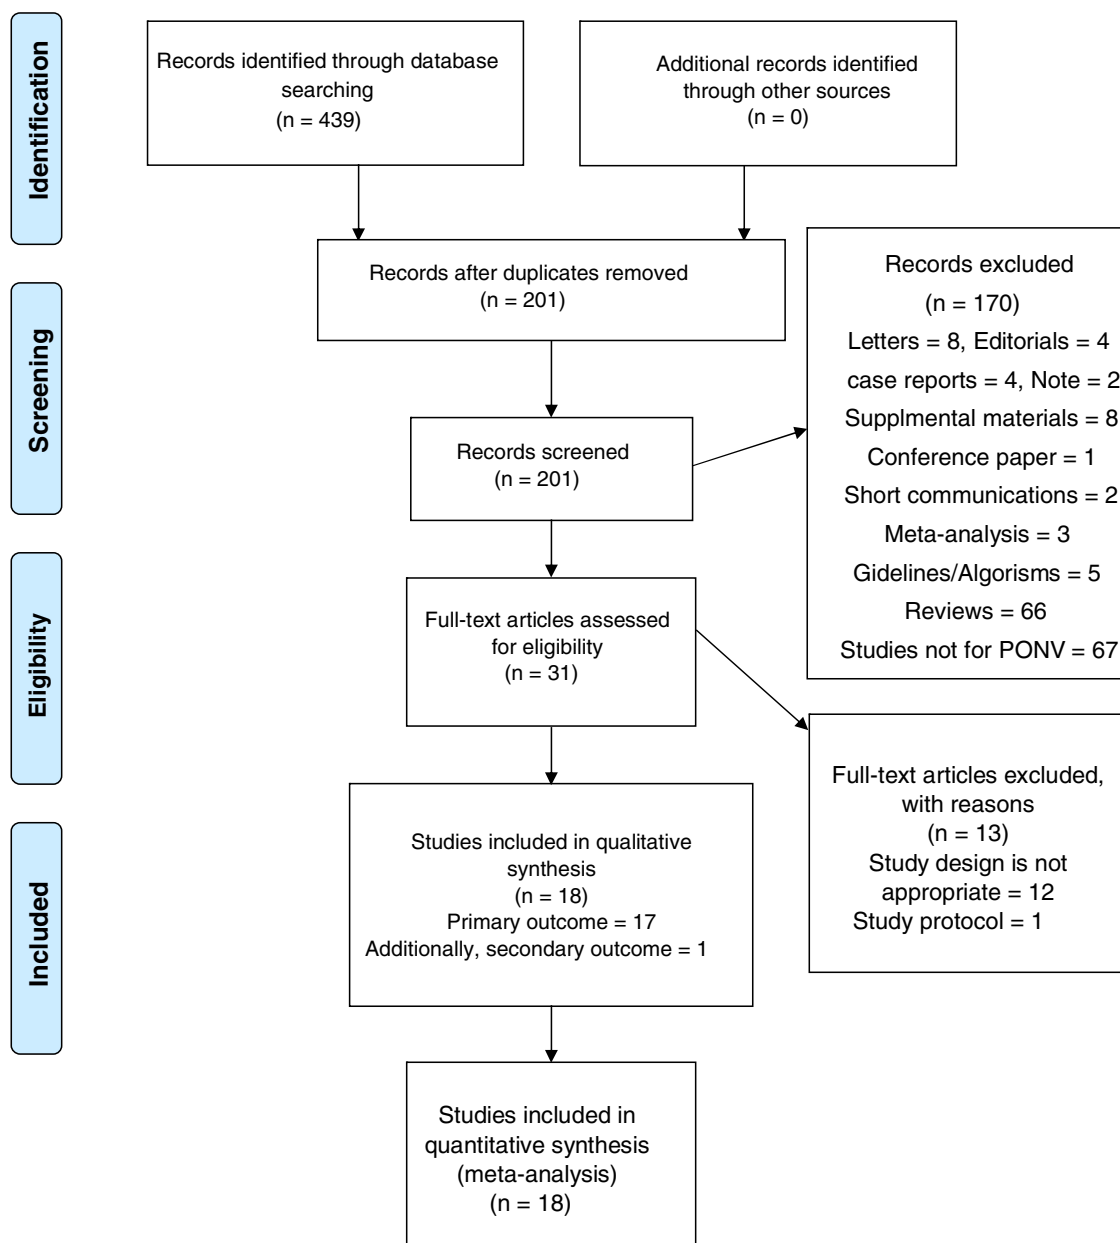 Identification
Records identified through database
searching
(n = 439)
Additional records identified
through other sources
(n = 0)
Records after duplicates removed
(n = 201)
Screening
Records screened
(n = 201)
Records excluded
(n = 170)
Letters = 8, Editorials = 4
case reports = 4, Note = 2
Supplmental materials = 8
Conference paper = 1
Short communications = 2
Meta-analysis = 3
Gidelines/Algorisms = 5
Reviews = 66
Studies not for PONV = 67
Eligibility
Full-text articles assessed
for eligibility
(n = 31)
Full-text articles excluded,
with reasons
(n = 13)
Study design is not
appropriate = 12
Study protocol = 1
Included
Studies included in qualitative
synthesis
(n = 18)
Primary outcome = 17
Additionally, secondary outcome = 1
Studies included in
quantitative synthesis
(meta-analysis)
(n = 18)